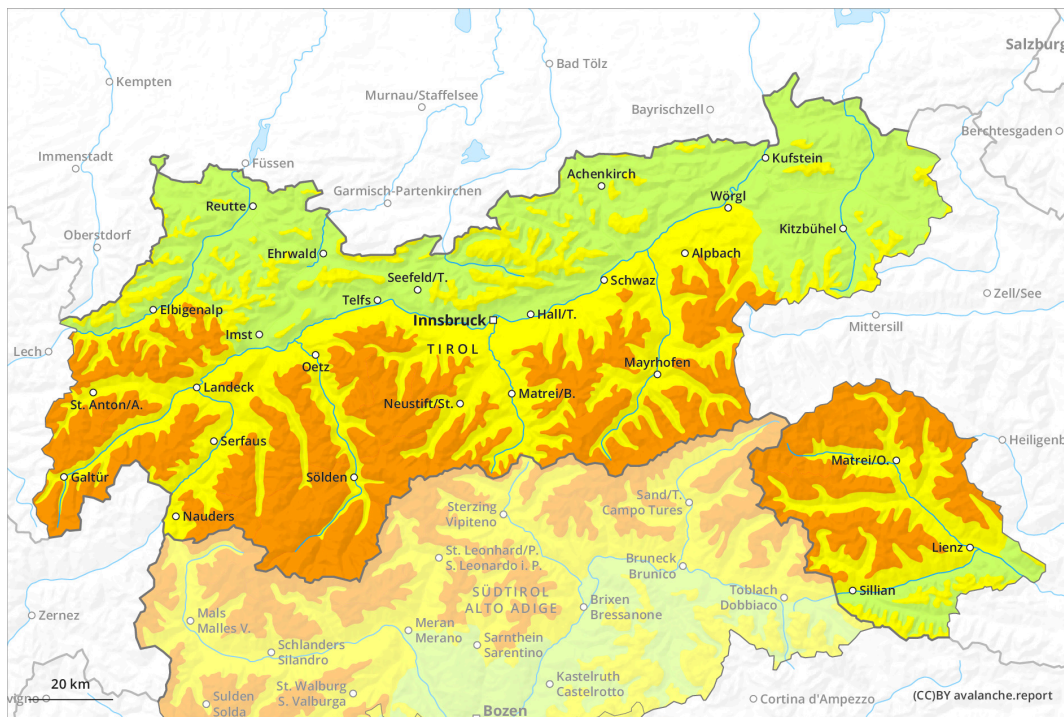 Salzburg
Kempten
Bad Tölz
Murnau/Staffelsee
Bayrischzell
Berchtesgaden
Immenstadt
Füssen
Kufstein
Achenkirch
Garmisch-Partenkirchen
Reutte
Wörgl
Oberstdorf
Kitzbühel
Ehrwald
Alpbach
Seefeld/T.
Schwaz
Zell/See
Telfs
Elbigenalp
Innsbruck
Hall/T.
Mittersill
Imst
Lech
TIROL
Oetz
Mayrhofen
Landeck
Matrei/B.
St. Anton/A.
Neustift/St.
Serfaus
Heiligenb
Matrei/O.
Galtür
Sölden
Sand/T.
Campo Tures
Sterzing
Vipiteno
Nauders
Lienz
St. Leonhard/P.
S. Leonardo i. P.
Bruneck
Brunico
SÜDTIROL
ALTO ADIGE
Sillian
Toblach
Dobbiaco
Brixen
Bressanone
Zernez
Mals
Malles V.
Meran
Merano
Sarnthein
Sarentino
Schlanders
Silandro
Kastelruth
Castelrotto
20 km
St. Walburg
S. Valburga
vigno
Sulden
Solda
Cortina d'Ampezzo
(CC)BY avalanche.report
Bozen